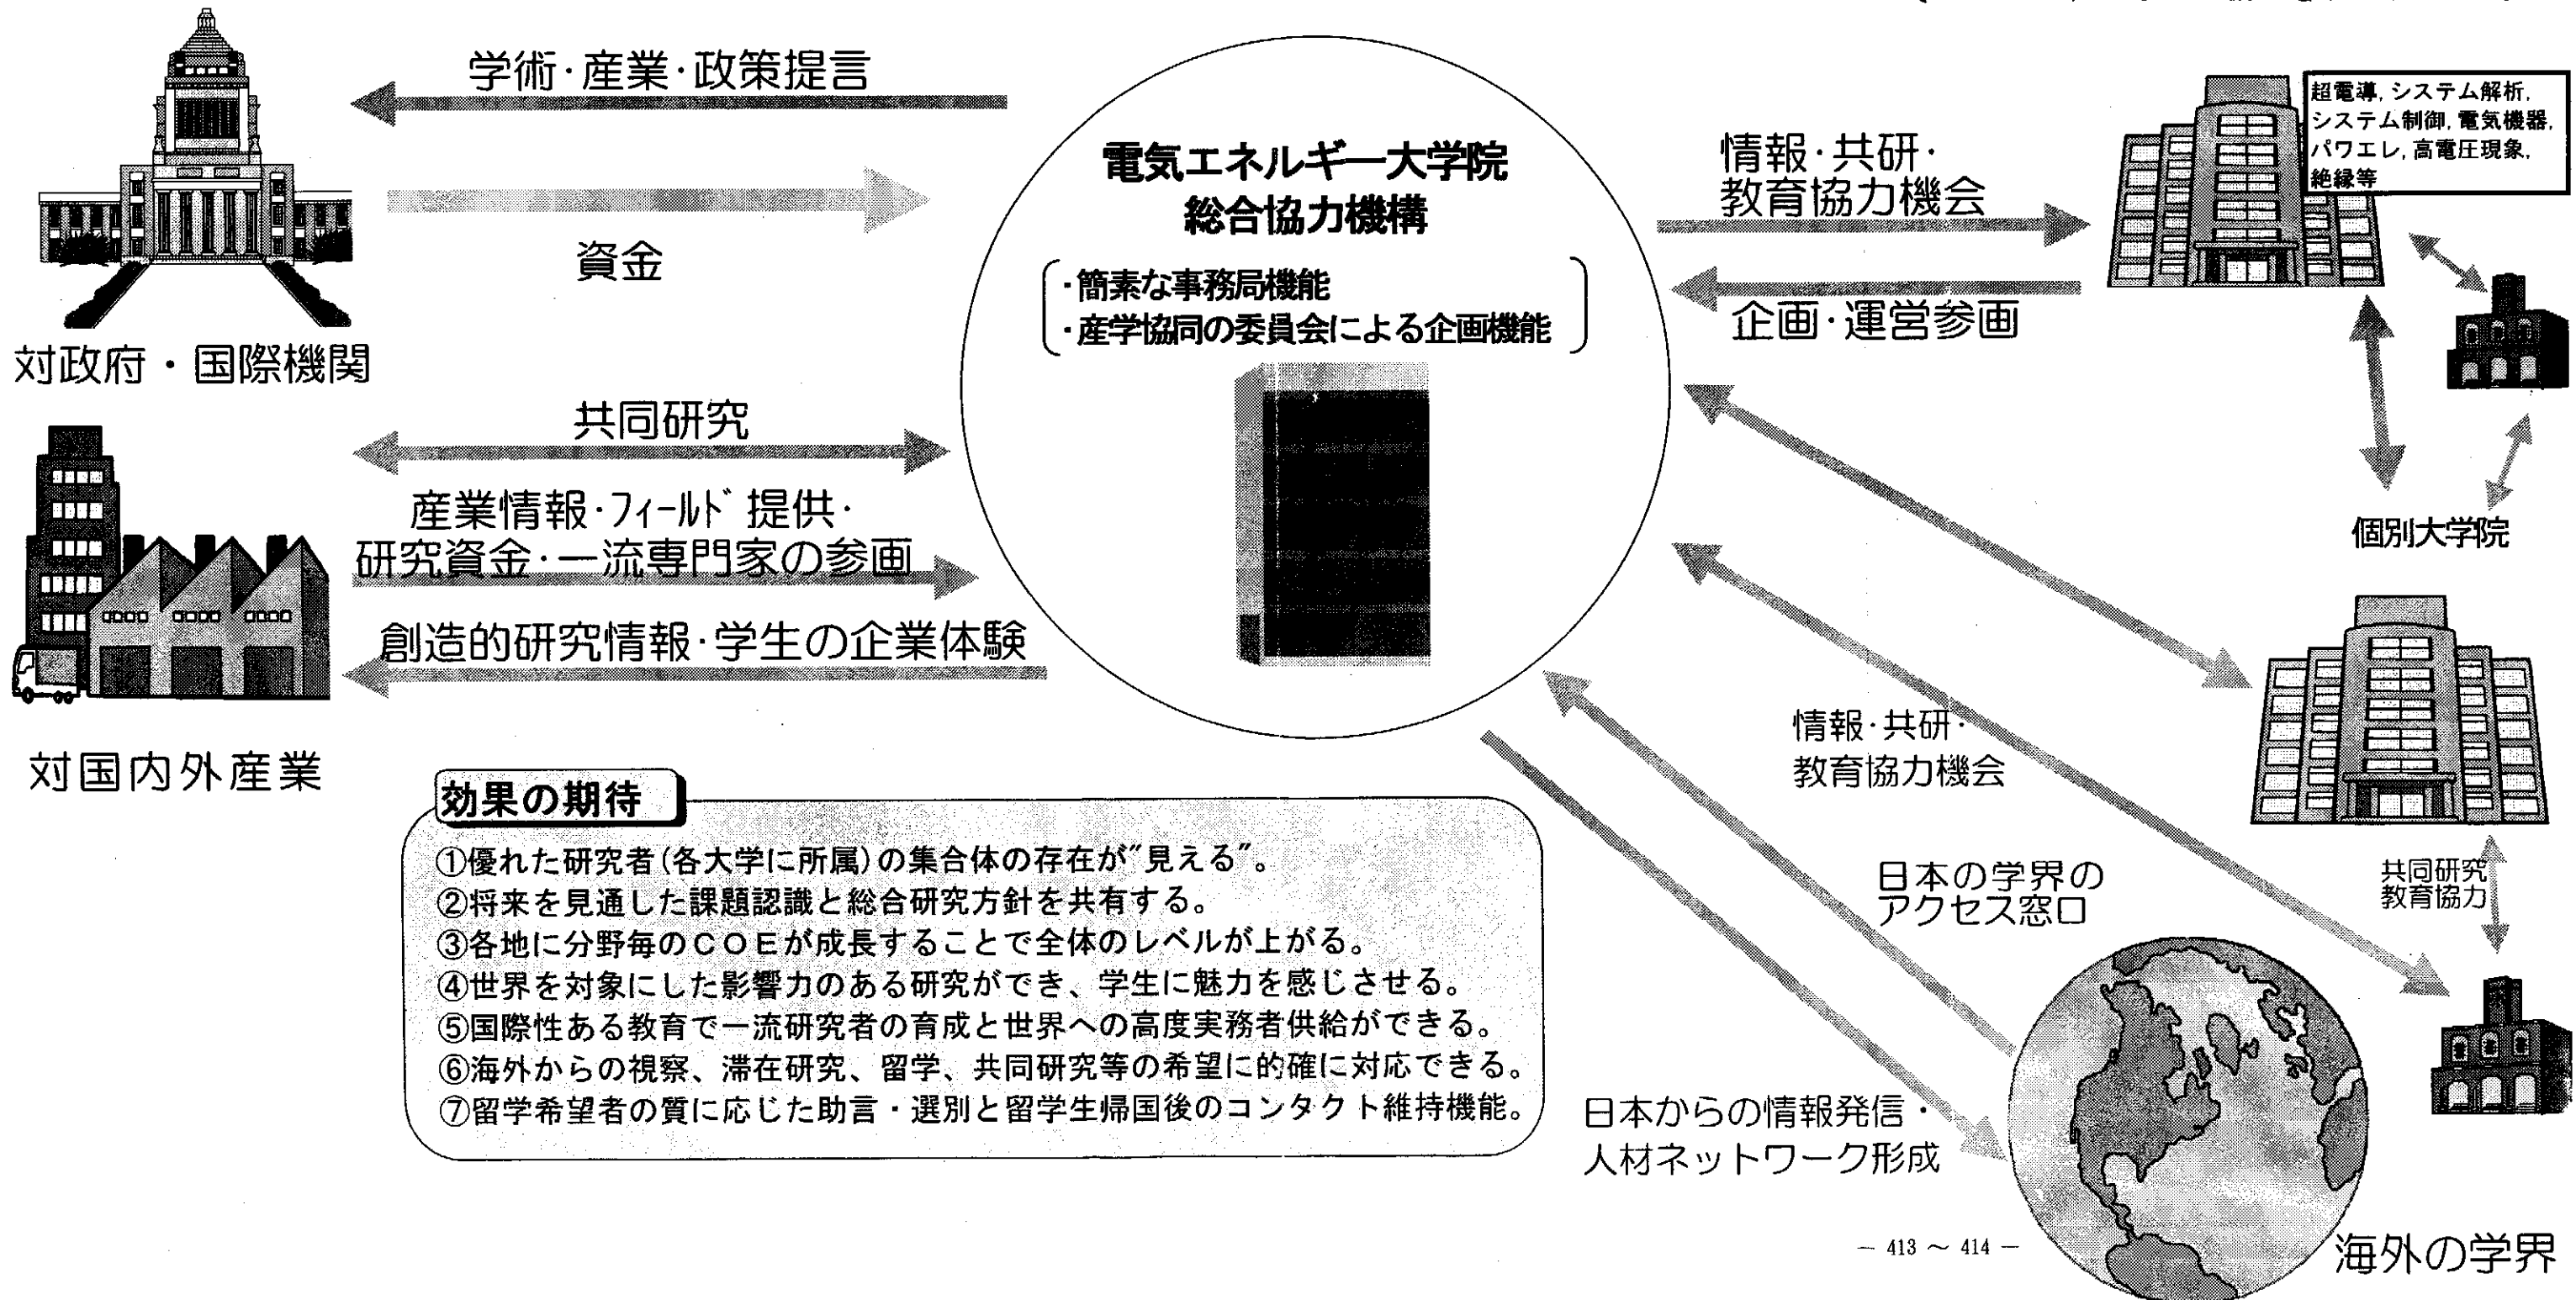 学術・産業・政策提言
資金
対政府・国際機関
共同研究
産業情報・フィールド提供・
研究資金・一流専門家の参画
創造的研究情報・学生の企業体験
対国内外産業
電気エネルギー大学院
総合協力機構
・簡素な事務局機能
・産学協同の委員会による企画機能
情報・共研・
教育協力機会
企画・運営参画
超電導, システム解析,
システム制御, 電気機器,
パワエレ, 高電圧現象,
絶縁等
個別大学院
情報・共研・
教育協力機会
共同研究
教育協力
日本の学界の
アクセス窓口
日本からの情報発信・
人材ネットワーク形成
海外の学界
効果の期待
①優れた研究者(各大学に所属)の集合体の存在が"見える"。
②将来を見通した課題認識と総合研究方針を共有する。
③各地に分野毎のCOEが成長することで全体のレベルが上がる。
④世界を対象にした影響力のある研究ができ、学生に魅力を感じさせる。
⑤国際性ある教育で一流研究者の育成と世界への高度実務者供給ができる。
⑥海外からの視察、滞在研究、留学、共同研究等の希望に的確に対応できる。
⑦留学希望者の質に応じた助言・選別と留学生帰国後のコンタクト維持機能。
― 413 ～ 414 ―